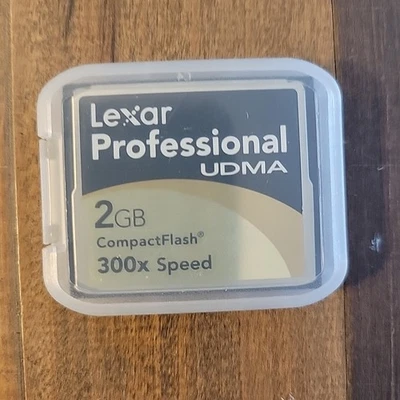 Lexar
Professional
UDMA
2GB
CompactFlash®
300x Speed